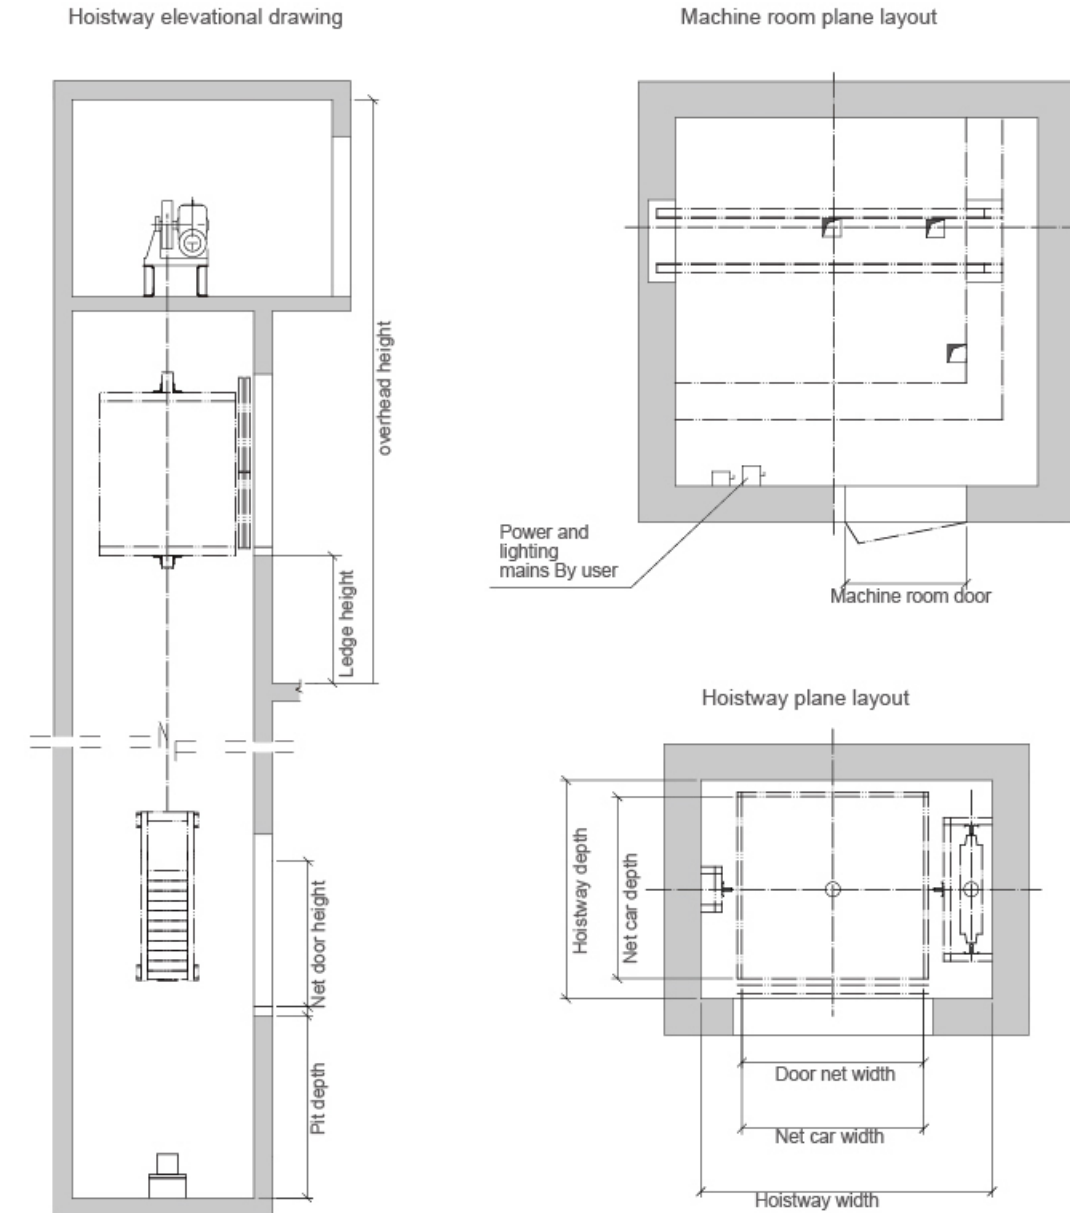 Hoistway elevational drawing
overhead height
Ledge height
Net door height
Pit depth
Machine room plane layout
Power and
lighting
mains By user
Machine room door
Hoistway plane layout
Hoistway depth
Net car depth
Door net width
Net car width
Hoistway width